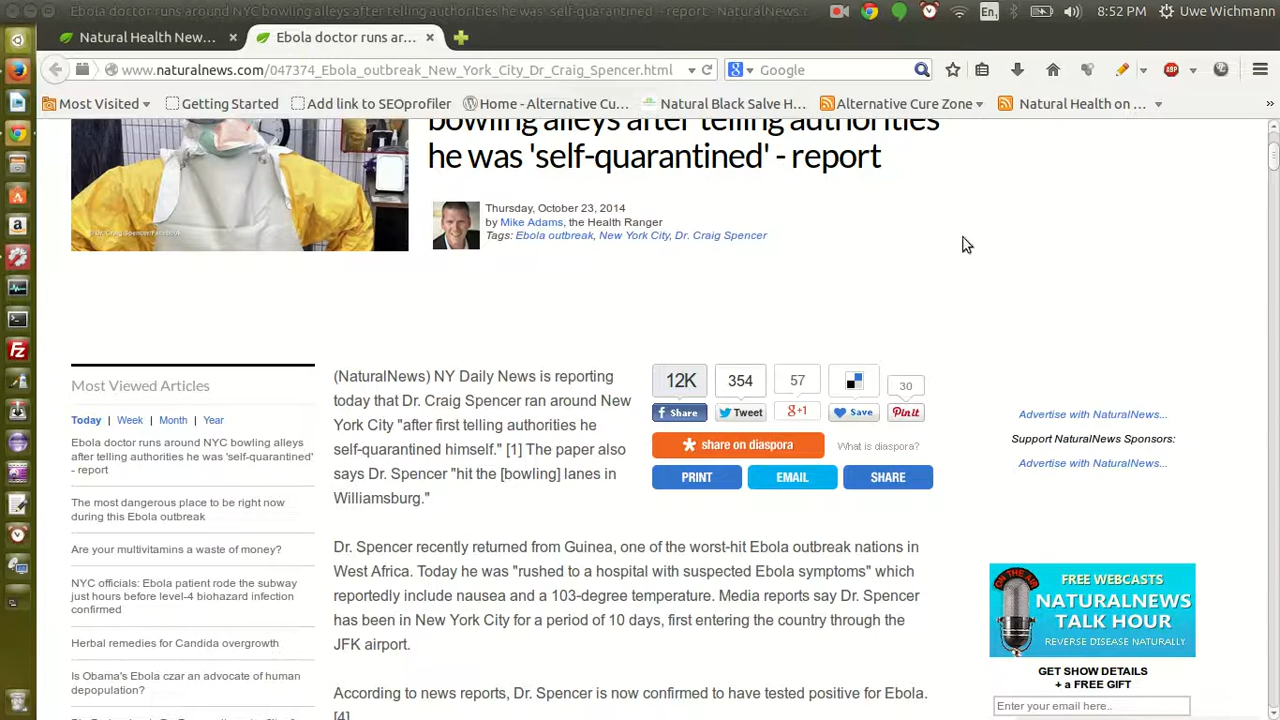 Ebola doctor runs around NYC bowling alleys after telling authorities he was 'self-quarantined' -- report - NaturalNews
8:52 PM
Uwe Wichmann
En1
Natural Health New...
Ebola doctor runs ar...
www.naturalnews.com/047374_Ebola_outbreak_New_York_City_Dr_Craig_Spencer.html
Google
ABP
Most Visited
Getting Started
Add link to SEOprofiler
Home - Alternative Cu...
Natural Black Salve H...
Alternative Cure Zone
Natural Health on ...
bowling alleys after telling authorities
he was 'self-quarantined' - report
Thursday, October 23, 2014
by Mike Adams, the Health Ranger
Tags: Ebola outbreak, New York City, Dr. Craig Spencer
Most Viewed Articles
Today | Week | Month | Year
Ebola doctor runs around NYC bowling alleys
after telling authorities he was 'self-quarantined'
- report
The most dangerous place to be right now
during this Ebola outbreak
Are your multivitamins a waste of money?
NYC officials: Ebola patient rode the subway
just hours before level-4 biohazard infection
confirmed
Herbal remedies for Candida overgrowth
Is Obama's Ebola czar an advocate of human
depopulation?
(NaturalNews) NY Daily News is reporting
today that Dr. Craig Spencer ran around New
York City "after first telling authorities he
self-quarantined himself." [1] The paper also
says Dr. Spencer "hit the [bowling] lanes in
Williamsburg."
12K
354
57
30
Share
Tweet
g+1
Save
Pinit
share on diaspora
What is diaspora?
PRINT
EMAIL
SHARE
Dr. Spencer recently returned from Guinea, one of the worst-hit Ebola outbreak nations in
West Africa. Today he was "rushed to a hospital with suspected Ebola symptoms" which
reportedly include nausea and a 103-degree temperature. Media reports say Dr. Spencer
has been in New York City for a period of 10 days, first entering the country through the
JFK airport.
According to news reports, Dr. Spencer is now confirmed to have tested positive for Ebola.
[4]
Advertise with NaturalNews...
Support NaturalNews Sponsors:
Advertise with NaturalNews...
ON THE AIR
FREE WEBCASTS
NATURALNEWS
TALK HOUR
REVERSE DISEASE NATURALLY
GET SHOW DETAILS
+ a FREE GIFT
Enter your email here..